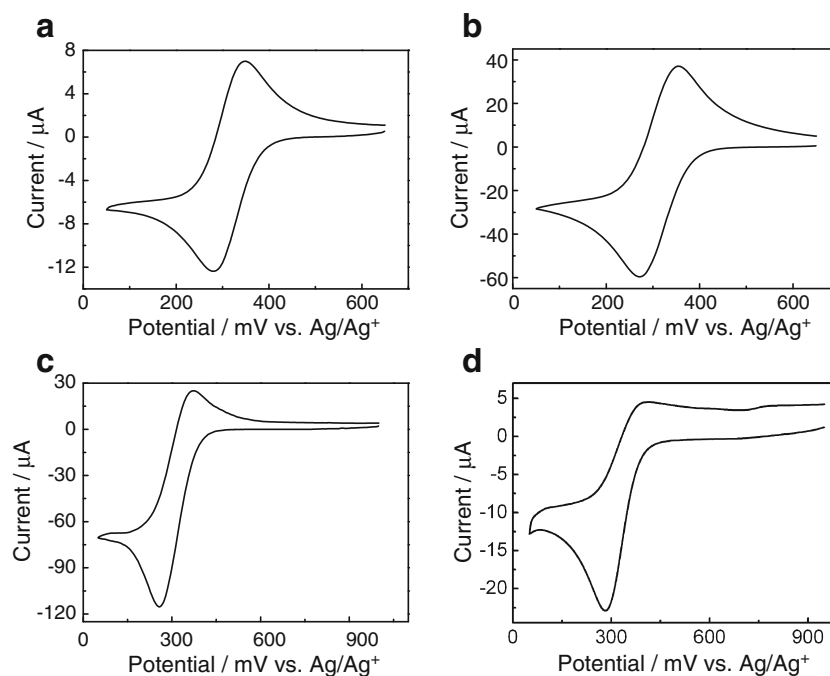 a
8
4
0
-4
-8
-12
Current / μA
0 200 400 600
Potential / mV vs. Ag/Ag⁺
b
40
20
0
-20
-40
-60
Current / μA
0 200 400 600
Potential / mV vs. Ag/Ag⁺
c
30
0
-30
-60
-90
-120
Current / μA
0 300 600 900
Potential / mV vs. Ag/Ag⁺
d
5
0
-5
-10
-15
-20
Current / μA
0 300 600 900
Potential / mV vs. Ag/Ag⁺